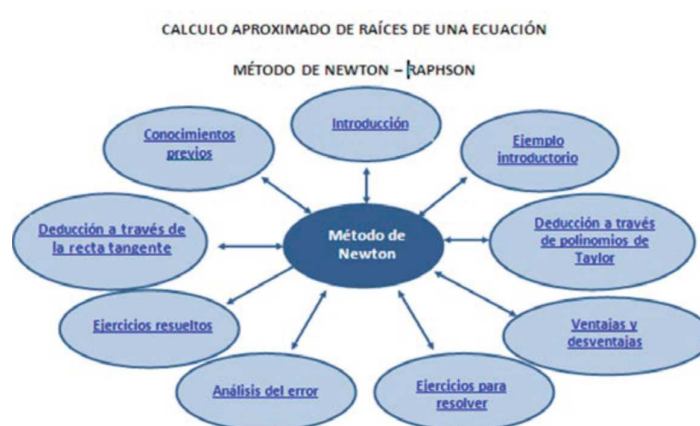 CALCULO APROXIMADO DE RAÍCES DE UNA ECUACIÓN
MÉTODO DE NEWTON – RAPHSON
Introducción
Conocimientos
previos
Ejemplo
introductorio
Deducción a través de
la recta tangente
Método de
Newton
Deducción a través
de polinomios de
Taylor
Ejercicios resueltos
Ventajas y
desventajas
Análisis del error
Ejercicios para
resolver